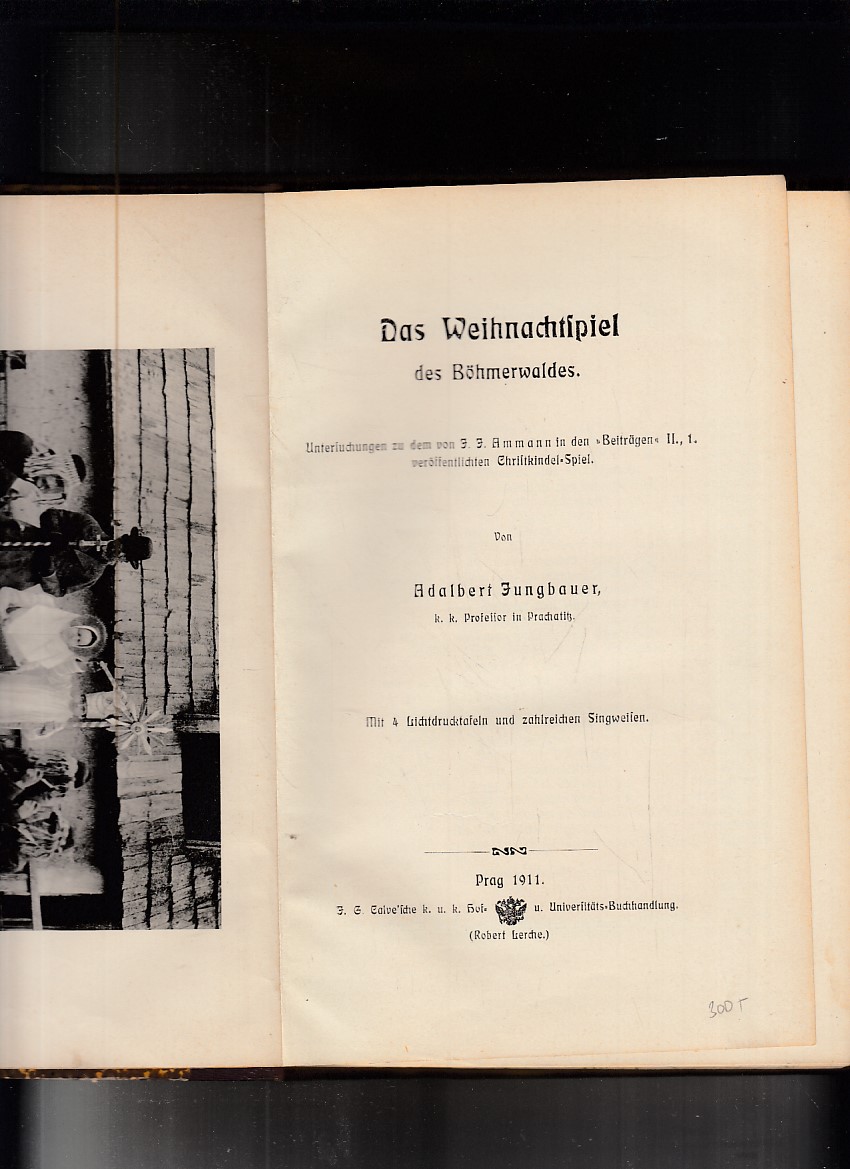 Das Weihnachtſpiel
des Böhmerwaldes.
Unterſuchungen zu dem von J. J. Ammann in den »Beiträgen« II., 1.
veröffentlichten Chriſtkindel-Spiel.
Von
Adalbert Jungbauer,
k. k. Profeſſor in Prachatitz.
Mit 4 Lichtdrucktafeln und zahlreichen Singweiſen.
Prag 1911.
J. G. Calve'ſche k. u. k. Hof- u. Univerſitäts-Buchhandlung.
(Robert Lerche.)